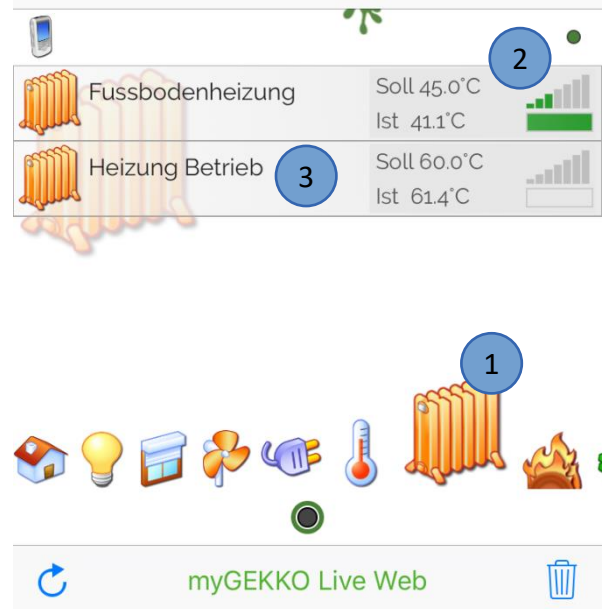 2
Fussbodenheizung
Soll 45.0°C
Ist 41.1°C
Heizung Betrieb
3
Soll 60.0°C
Ist 61.4°C
1
myGEKKO Live Web